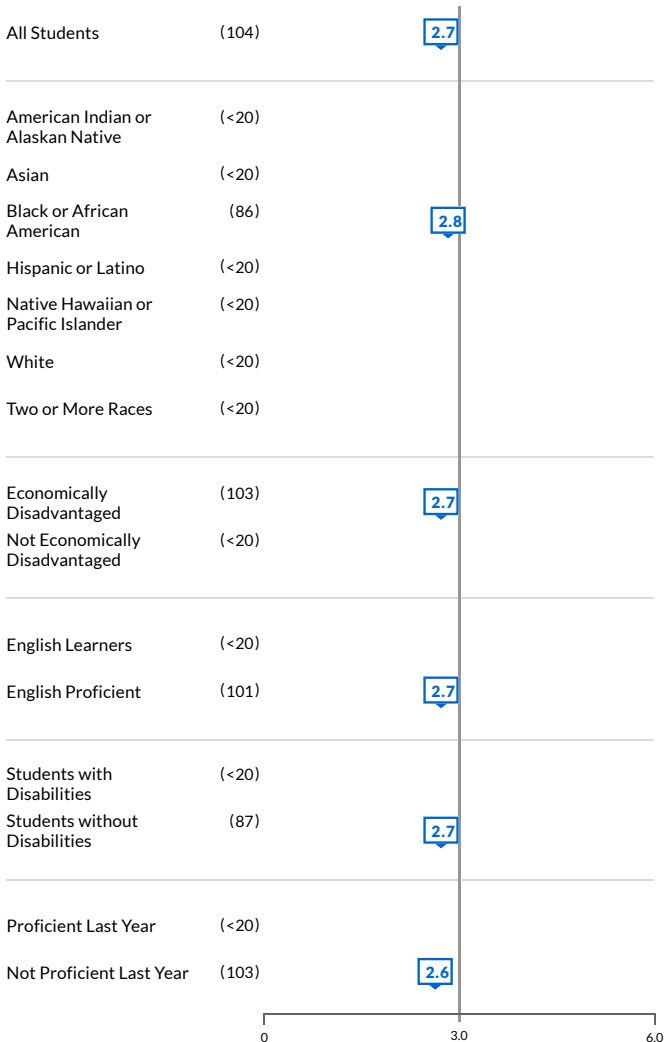 All Students (104) 2.7
American Indian or (<20)
Alaskan Native
Asian (<20)
Black or African (86) 2.8
American
Hispanic or Latino (<20)
Native Hawaiian or (<20)
Pacific Islander
White (<20)
Two or More Races (<20)
Economically (103) 2.7
Disadvantaged
Not Economically (<20)
Disadvantaged
English Learners (<20)
English Proficient (101) 2.7
Students with (<20)
Disabilities
Students without (87) 2.7
Disabilities
Proficient Last Year (<20)
Not Proficient Last Year (103) 2.6
0 3.0 6.0